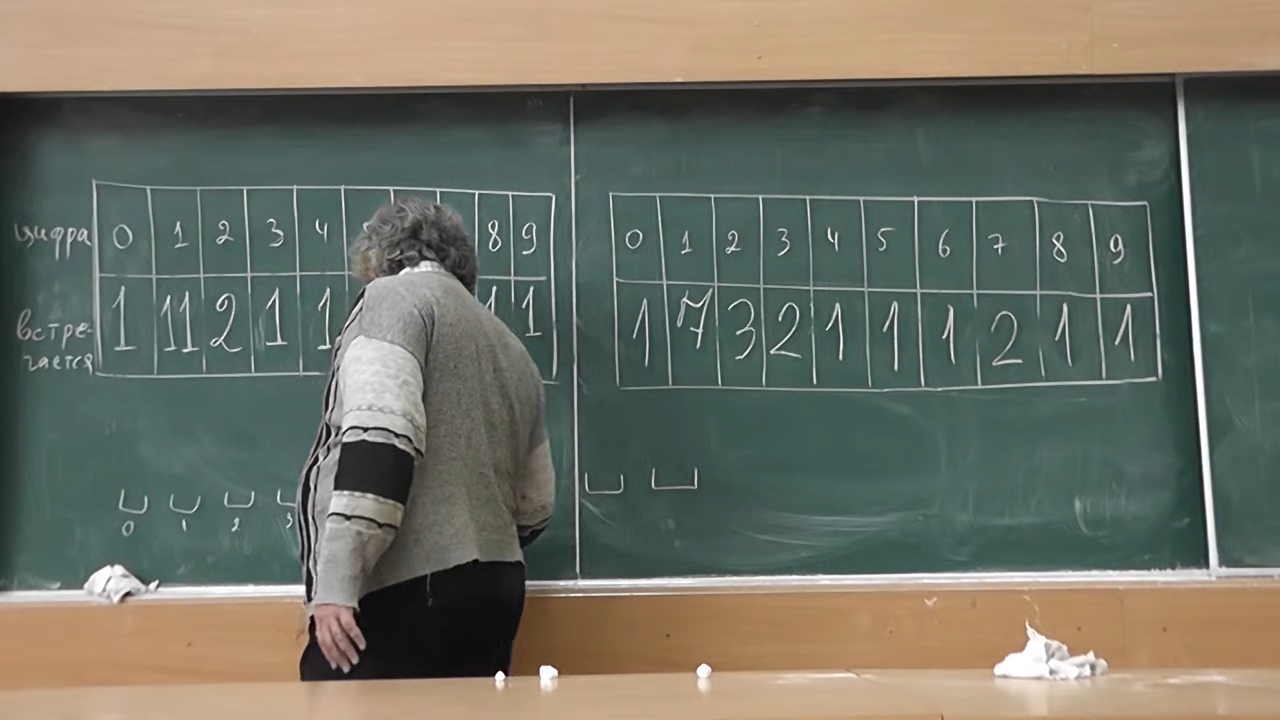 цифра 0 1 2 3 4 8 9
встре- 1 11 2 1 1 1 1
чается
0 1 2 3
0 1 2 3 4 5 6 7 8 9
1 7 3 2 1 1 1 2 1 1